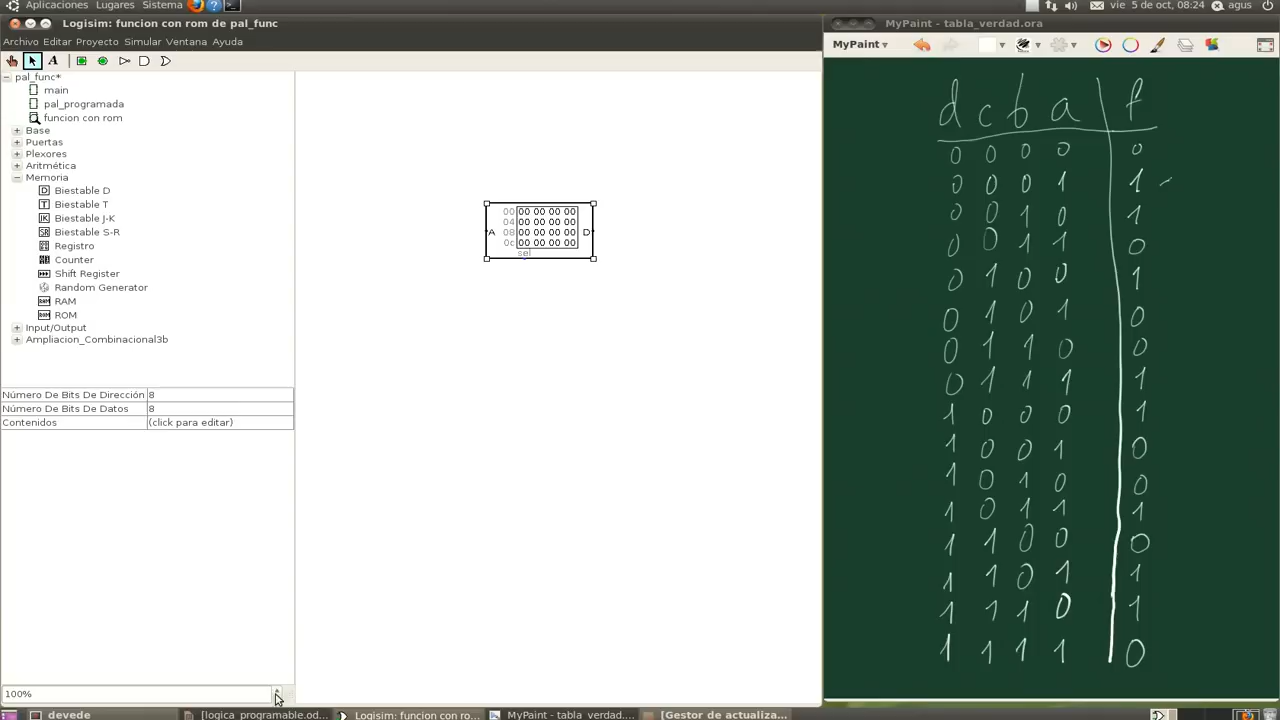 Aplicaciones Lugares Sistema
vie 5 de oct, 08:24 agus
Logisim: funcion con rom de pal_func
Archivo Editar Proyecto Simular Ventana Ayuda
A
pal_func*
main
pal_programada
funcion con rom
Base
Puertas
Plexores
Aritmética
Memoria
D Biestable D
T Biestable T
JK Biestable J-K
SR Biestable S-R
Registro
Counter
Shift Register
Random Generator
RAM
ROM
Input/Output
Ampliacion_Combinacional3b
Número De Bits De Dirección 8
Número De Bits De Datos 8
Contenidos (click para editar)
100%
00 00 00 00 00
04 00 00 00 00
A 08 00 00 00 00 D
0c 00 00 00 00
sel
MyPaint - tabla_verdad.ora
MyPaint
d c b a f
0 0 0 0 0
0 0 0 1 1
0 0 1 0 1
0 0 1 1 0
0 1 0 0 1
0 1 0 1 0
0 1 1 0 0
0 1 1 1 1
1 0 0 0 1
1 0 0 1 0
1 0 1 0 0
1 0 1 1 1
1 1 0 0 0
1 1 0 1 1
1 1 1 0 1
1 1 1 1 0
devede
[logica_programable.od...
Logisim: funcion con ro...
MyPaint - tabla_verdad....
[Gestor de actualiza...